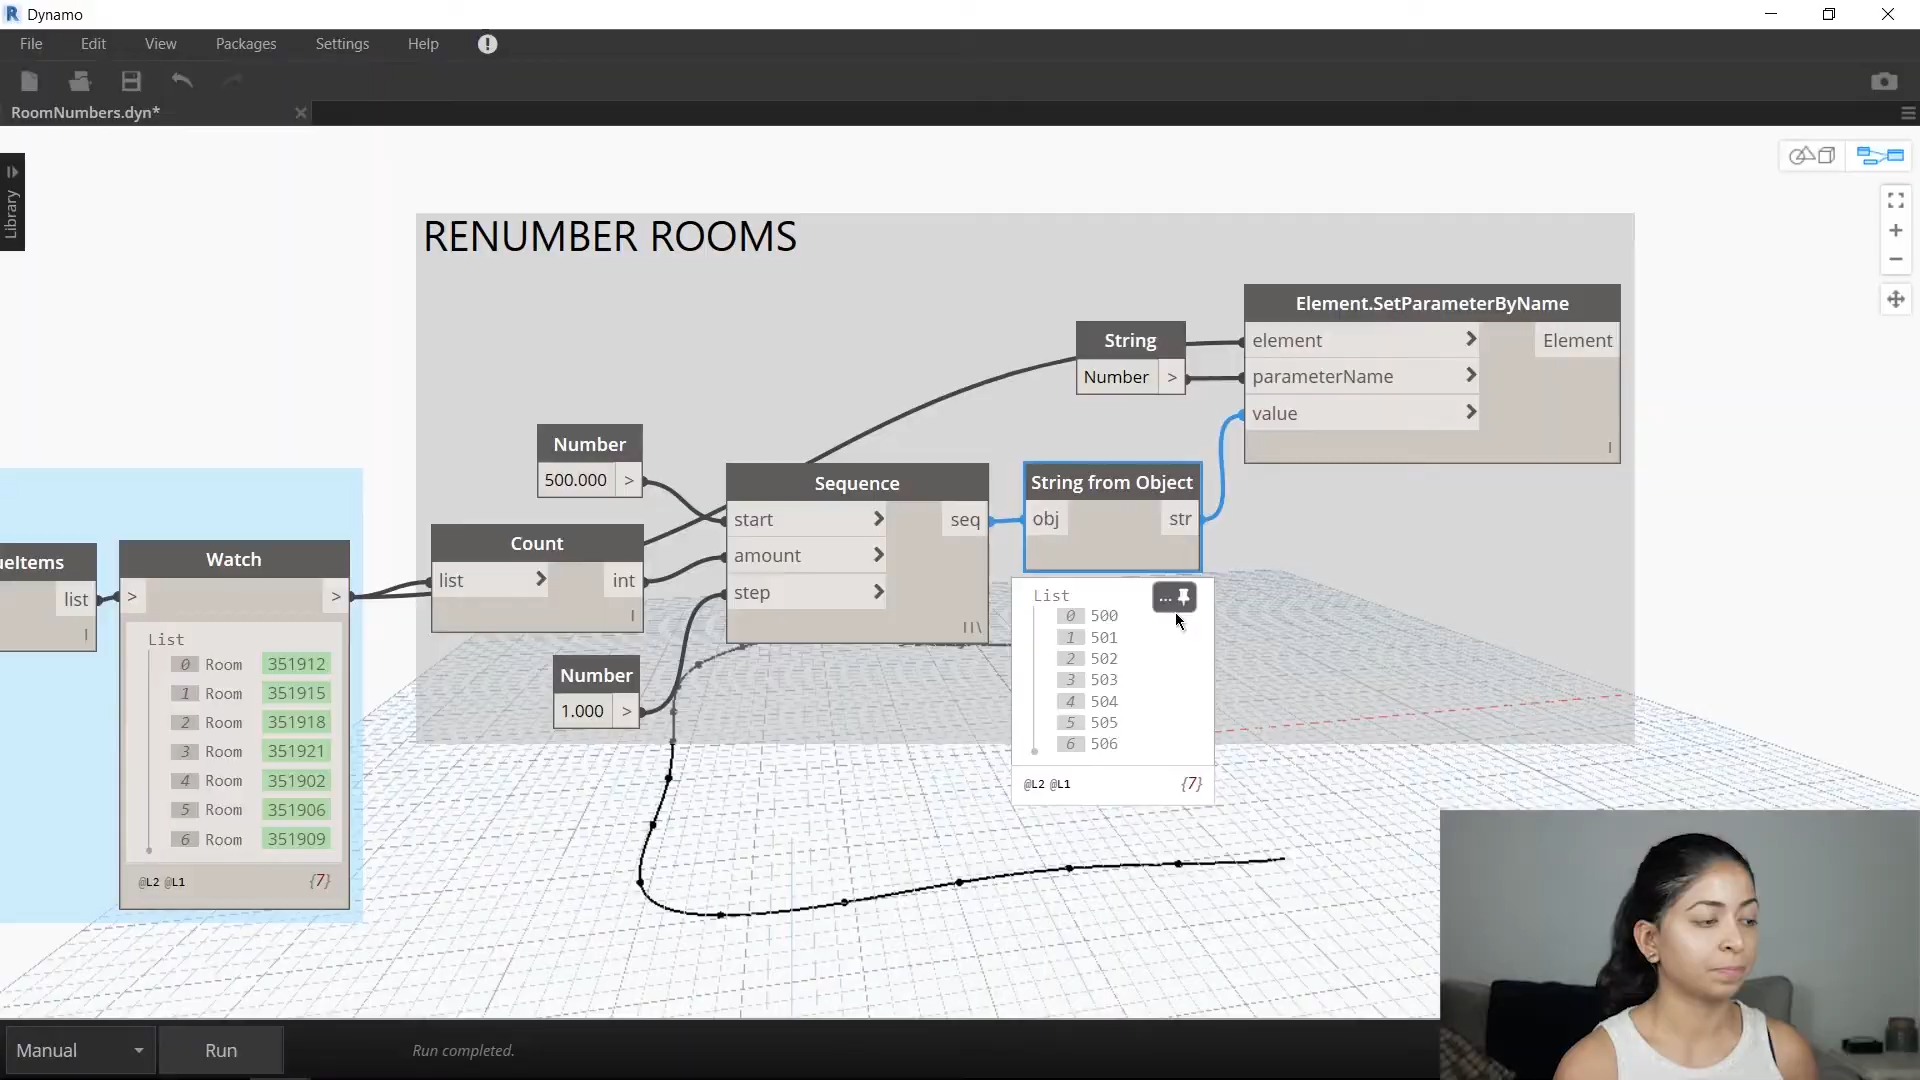 R Dynamo
File Edit View Packages Settings Help !
RoomNumbers.dyn*
Library
RENUMBER ROOMS
Element.SetParameterByName
element > Element
parameterName >
value >
String
Number >
Number
500.000 >
Sequence
start > seq
amount >
step >
String from Object
obj str
Count
list > int
Number
1.000 >
ueItems
list
Watch
> >
List
0 Room 351912
1 Room 351915
2 Room 351918
3 Room 351921
4 Room 351902
5 Room 351906
6 Room 351909
@L2 @L1 {7}
List ...
0 500
1 501
2 502
3 503
4 504
5 505
6 506
@L2 @L1 {7}
Manual Run Run completed.